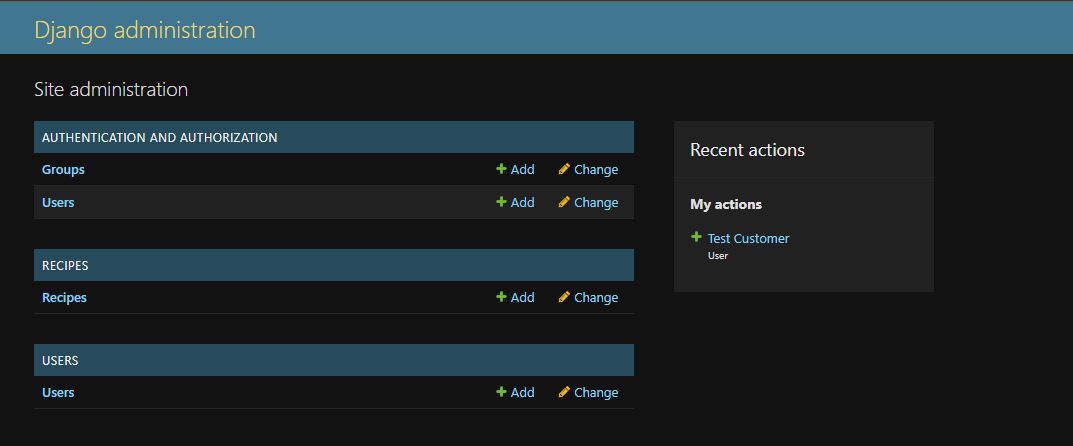 Django administration
Site administration
AUTHENTICATION AND AUTHORIZATION
Groups Add Change
Users Add Change
RECIPES
Recipes Add Change
USERS
Users Add Change
Recent actions
My actions
Test Customer
User